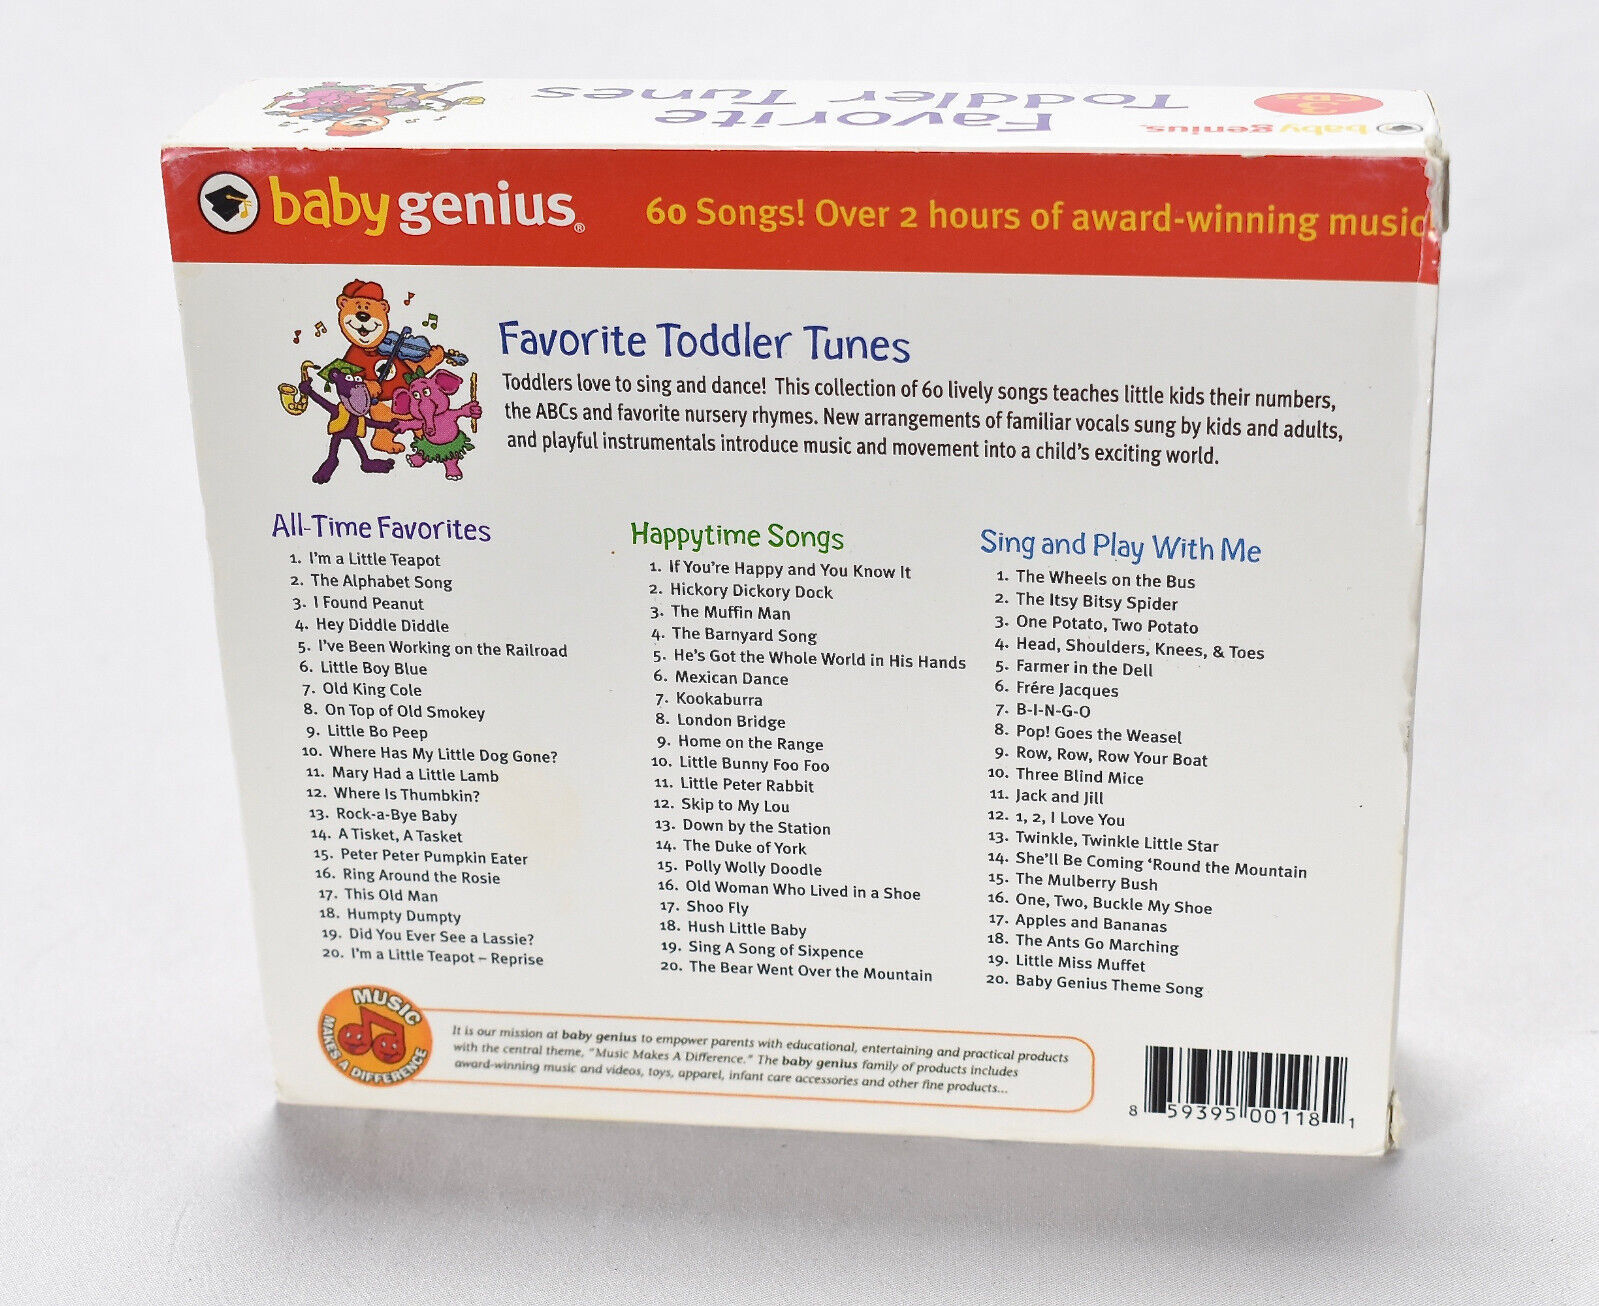 Favorite
Toddler Tunes
3
CDs
baby genius
baby genius®
60 Songs! Over 2 hours of award-winning music
Favorite Toddler Tunes
Toddlers love to sing and dance! This collection of 60 lively songs teaches little kids their numbers,
the ABCs and favorite nursery rhymes. New arrangements of familiar vocals sung by kids and adults,
and playful instrumentals introduce music and movement into a child's exciting world.
All-Time Favorites
1. I'm a Little Teapot
2. The Alphabet Song
3. I Found Peanut
4. Hey Diddle Diddle
5. I've Been Working on the Railroad
6. Little Boy Blue
7. Old King Cole
8. On Top of Old Smokey
9. Little Bo Peep
10. Where Has My Little Dog Gone?
11. Mary Had a Little Lamb
12. Where Is Thumbkin?
13. Rock-a-Bye Baby
14. A Tisket, A Tasket
15. Peter Peter Pumpkin Eater
16. Ring Around the Rosie
17. This Old Man
18. Humpty Dumpty
19. Did You Ever See a Lassie?
20. I'm a Little Teapot – Reprise
Happytime Songs
1. If You're Happy and You Know It
2. Hickory Dickory Dock
3. The Muffin Man
4. The Barnyard Song
5. He's Got the Whole World in His Hands
6. Mexican Dance
7. Kookaburra
8. London Bridge
9. Home on the Range
10. Little Bunny Foo Foo
11. Little Peter Rabbit
12. Skip to My Lou
13. Down by the Station
14. The Duke of York
15. Polly Wolly Doodle
16. Old Woman Who Lived in a Shoe
17. Shoo Fly
18. Hush Little Baby
19. Sing A Song of Sixpence
20. The Bear Went Over the Mountain
Sing and Play With Me
1. The Wheels on the Bus
2. The Itsy Bitsy Spider
3. One Potato, Two Potato
4. Head, Shoulders, Knees, & Toes
5. Farmer in the Dell
6. Frére Jacques
7. B-I-N-G-O
8. Pop! Goes the Weasel
9. Row, Row, Row Your Boat
10. Three Blind Mice
11. Jack and Jill
12. 1, 2, I Love You
13. Twinkle, Twinkle Little Star
14. She'll Be Coming ‘Round the Mountain
15. The Mulberry Bush
16. One, Two, Buckle My Shoe
17. Apples and Bananas
18. The Ants Go Marching
19. Little Miss Muffet
20. Baby Genius Theme Song
MUSIC
MAKES A DIFFERENCE
It is our mission at baby genius to empower parents with educational, entertaining and practical products
with the central theme, "Music Makes A Difference." The baby genius family of products includes
award-winning music and videos, toys, apparel, infant care accessories and other fine products...
8 59395 00118 1